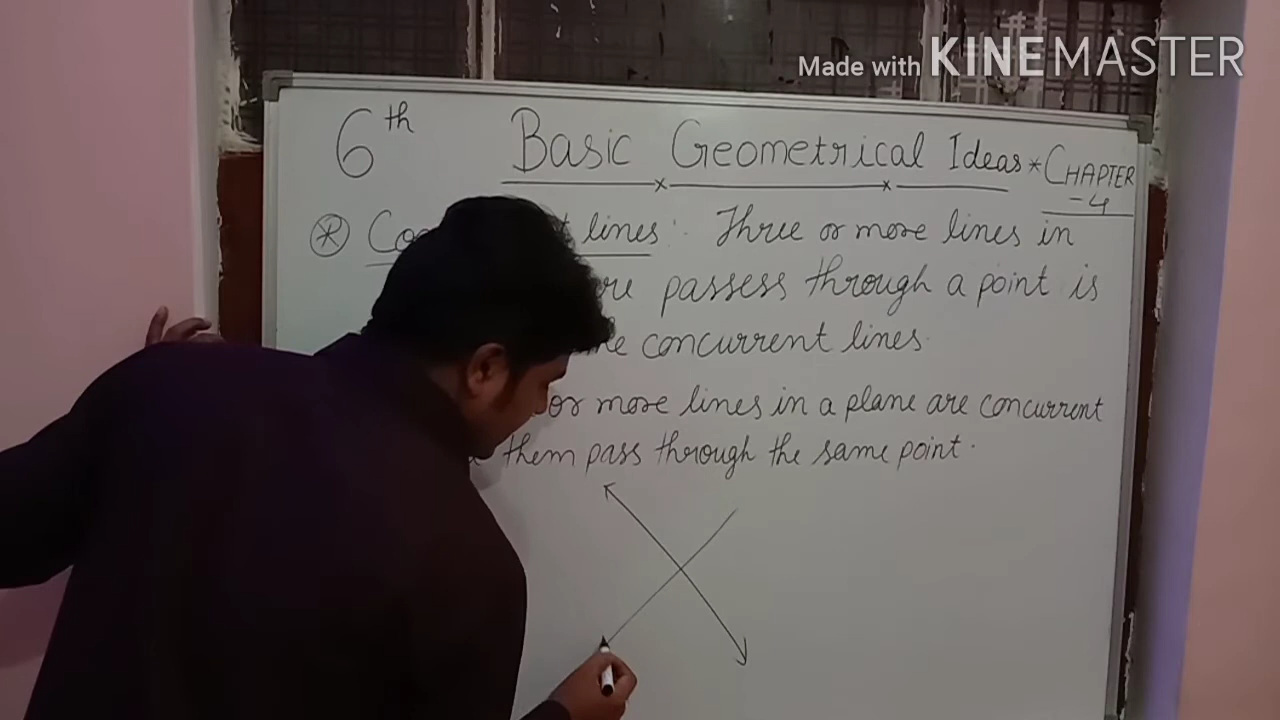 Made with KINEMASTER
6th Basic Geometrical Ideas * CHAPTER
-4
lines: Three or more lines in
passess through a point is
concurrent lines.
or more lines in a plane are concurrent
them pass through the same point.